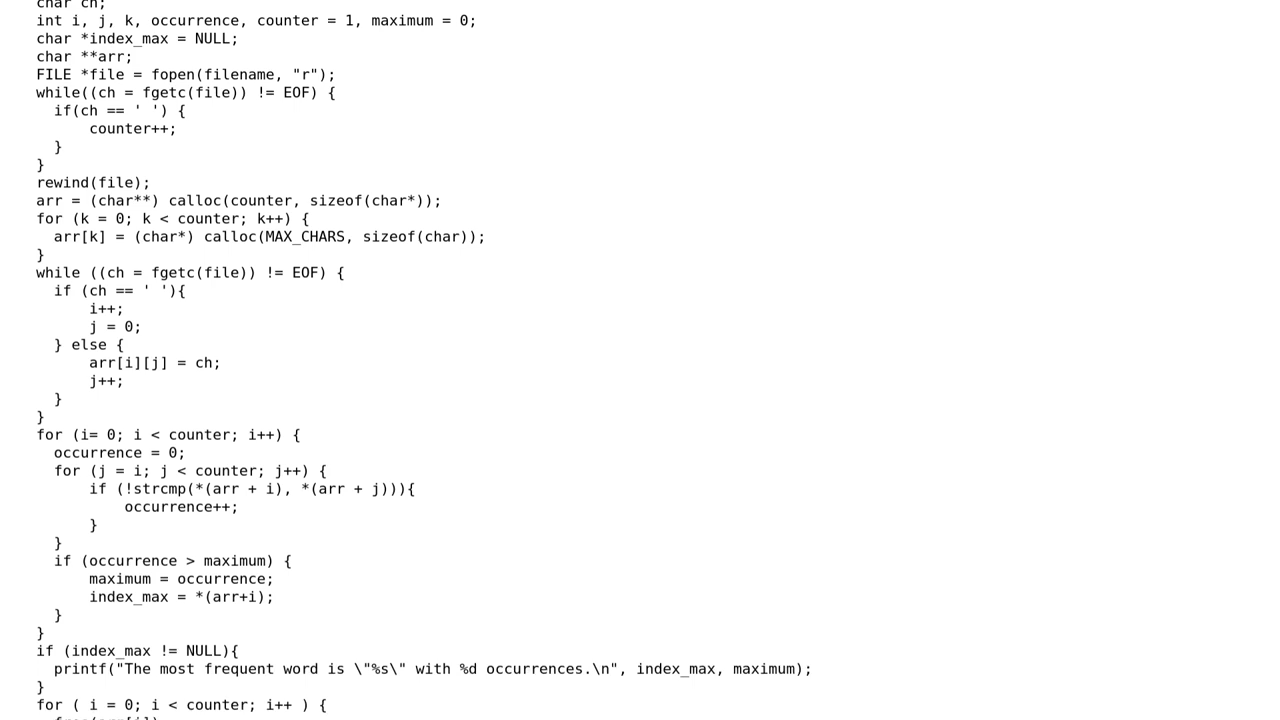 char ch;
int i, j, k, occurrence, counter = 1, maximum = 0;
char *index_max = NULL;
char **arr;
FILE *file = fopen(filename, "r");
while((ch = fgetc(file)) != EOF) {
  if(ch == ' ') {
      counter++;
  }
}
rewind(file);
arr = (char**) calloc(counter, sizeof(char*));
for (k = 0; k < counter; k++) {
  arr[k] = (char*) calloc(MAX_CHARS, sizeof(char));
}
while ((ch = fgetc(file)) != EOF) {
  if (ch == ' '){
      i++;
      j = 0;
  } else {
      arr[i][j] = ch;
      j++;
  }
}
for (i= 0; i < counter; i++) {
  occurrence = 0;
  for (j = i; j < counter; j++) {
      if (!strcmp(*(arr + i), *(arr + j))){
          occurrence++;
      }
  }
  if (occurrence > maximum) {
      maximum = occurrence;
      index_max = *(arr+i);
  }
}
if (index_max != NULL){
  printf("The most frequent word is \"%s\" with %d occurrences.\n", index_max, maximum);
}
for ( i = 0; i < counter; i++ ) {